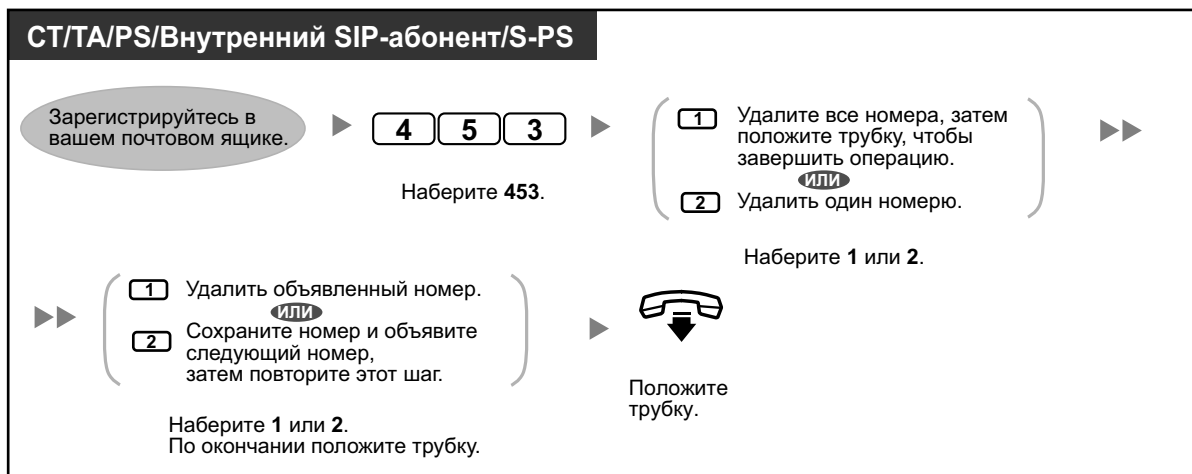 СТ/ТА/PS/Внутренний SIP-абонент/S-PS
Зарегистрируйтесь в
вашем почтовом ящике.
4 5 3
Наберите 453.
1 Удалите все номера, затем
положите трубку, чтобы
завершить операцию.
ИЛИ
2 Удалить один номерю.
Наберите 1 или 2.
1 Удалить объявленный номер.
ИЛИ
2 Сохраните номер и объявите
следующий номер,
затем повторите этот шаг.
Наберите 1 или 2.
По окончании положите трубку.
Положите
трубку.